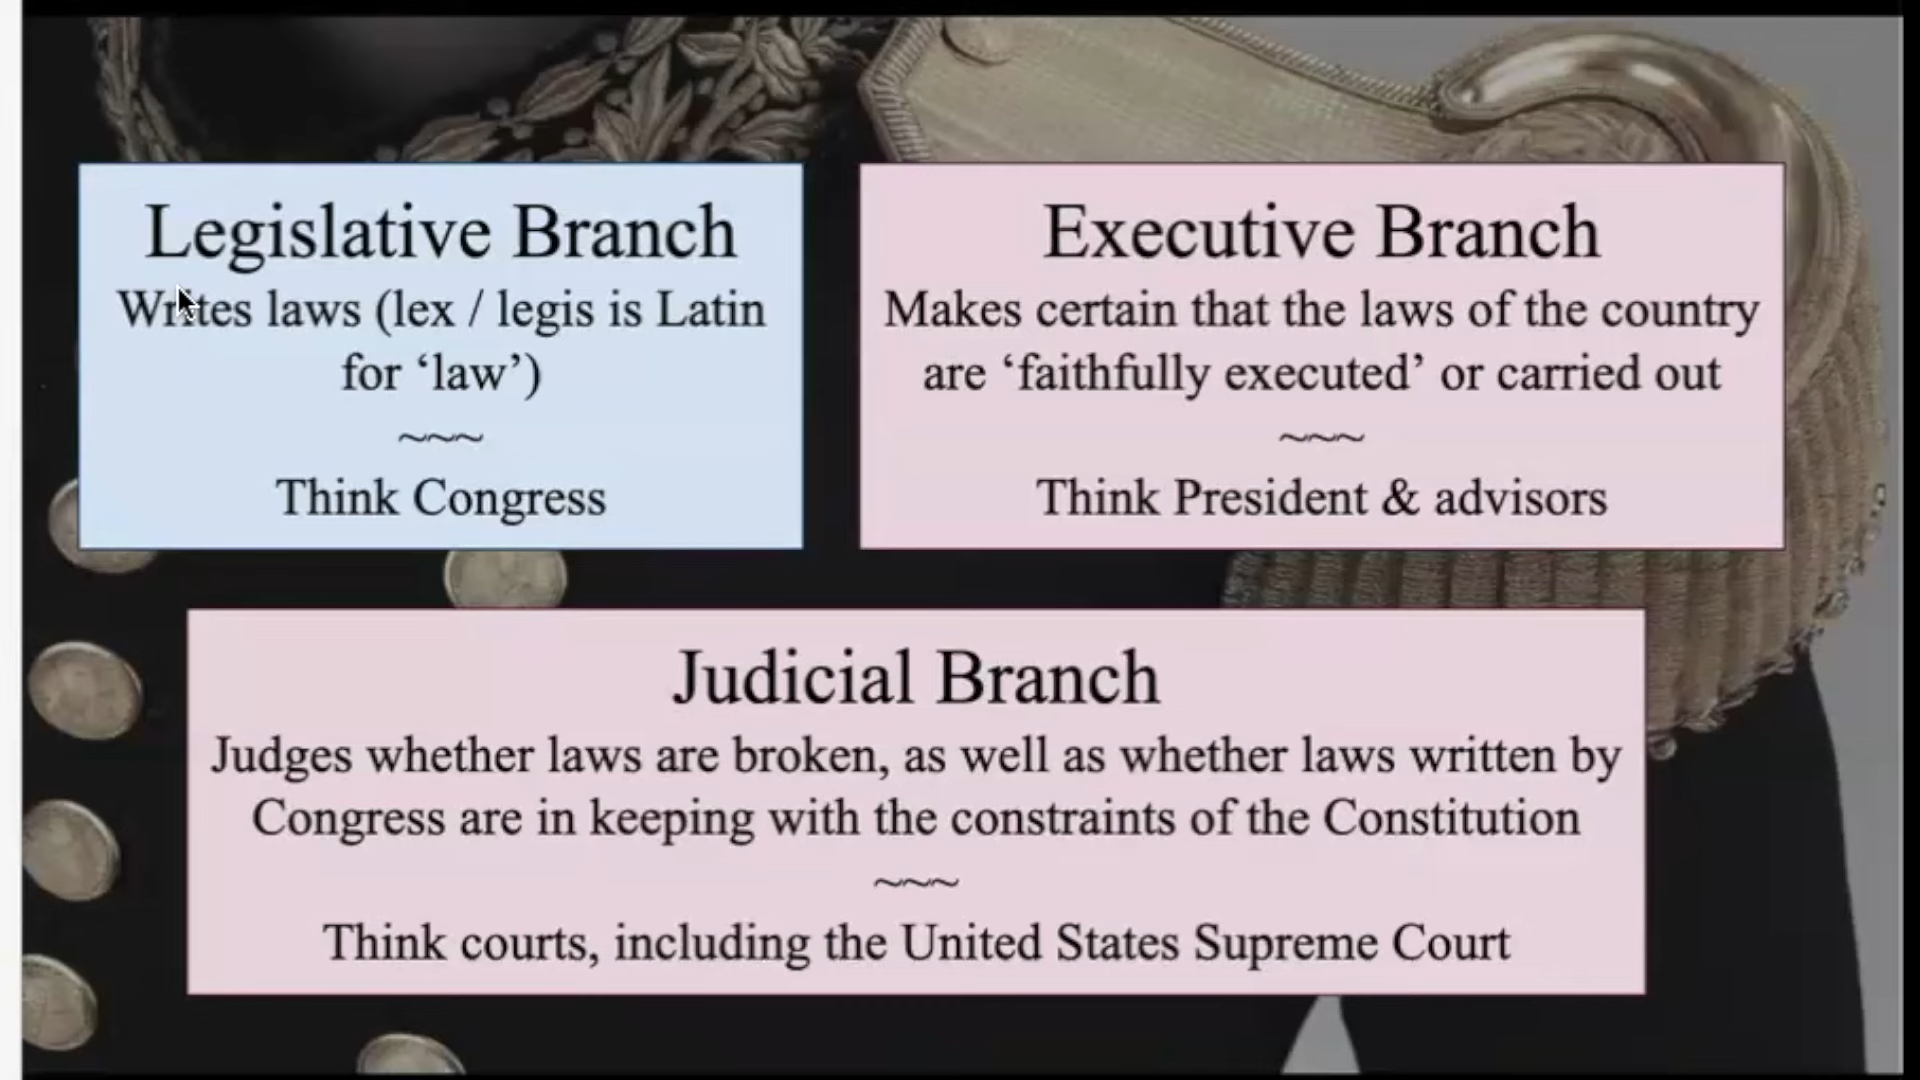 Legislative Branch
Writes laws (lex / legis is Latin
for ‘law’)
~~~
Think Congress
Executive Branch
Makes certain that the laws of the country
are ‘faithfully executed’ or carried out
~~~
Think President & advisors
Judicial Branch
Judges whether laws are broken, as well as whether laws written by
Congress are in keeping with the constraints of the Constitution
~~~
Think courts, including the United States Supreme Court